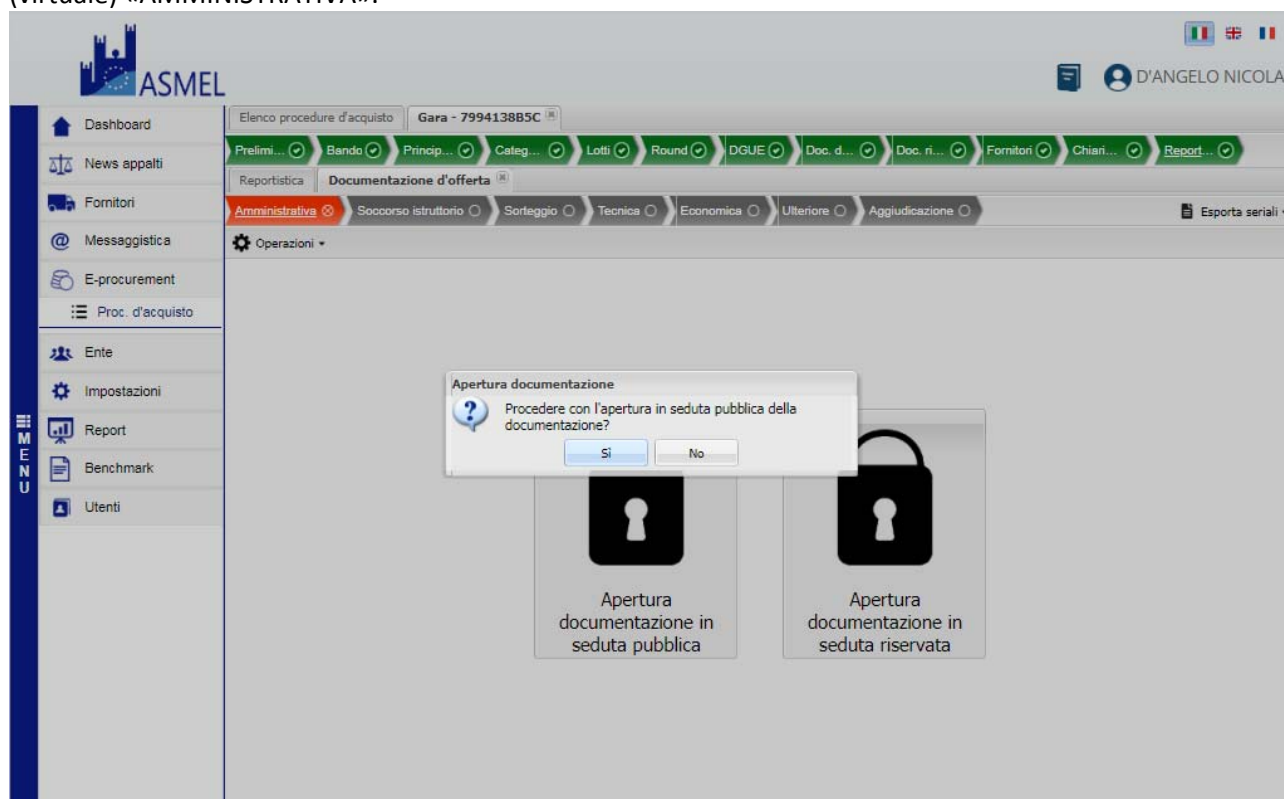 (virtuale) «AMMINISTRATIVA».
ASMEL
D'ANGELO NICOLA
Dashboard
News appalti
Fornitori
Messaggistica
E-procurement
Proc. d'acquisto
Ente
Impostazioni
Report
Benchmark
Utenti
MENU
Elenco procedure d'acquisto
Gara - 7994138B5C
Prelimi...
Bando
Princip...
Categ...
Lotti
Round
DGUE
Doc. d...
Doc. ri...
Fornitori
Chiari...
Report...
Reportistica
Documentazione d'offerta
Amministrativa
Soccorso istruttorio
Sorteggio
Tecnica
Economica
Ulteriore
Aggiudicazione
Esporta seriali
Operazioni
Apertura documentazione
Procedere con l'apertura in seduta pubblica della
documentazione?
Sì
No
Apertura
documentazione in
seduta pubblica
Apertura
documentazione in
seduta riservata